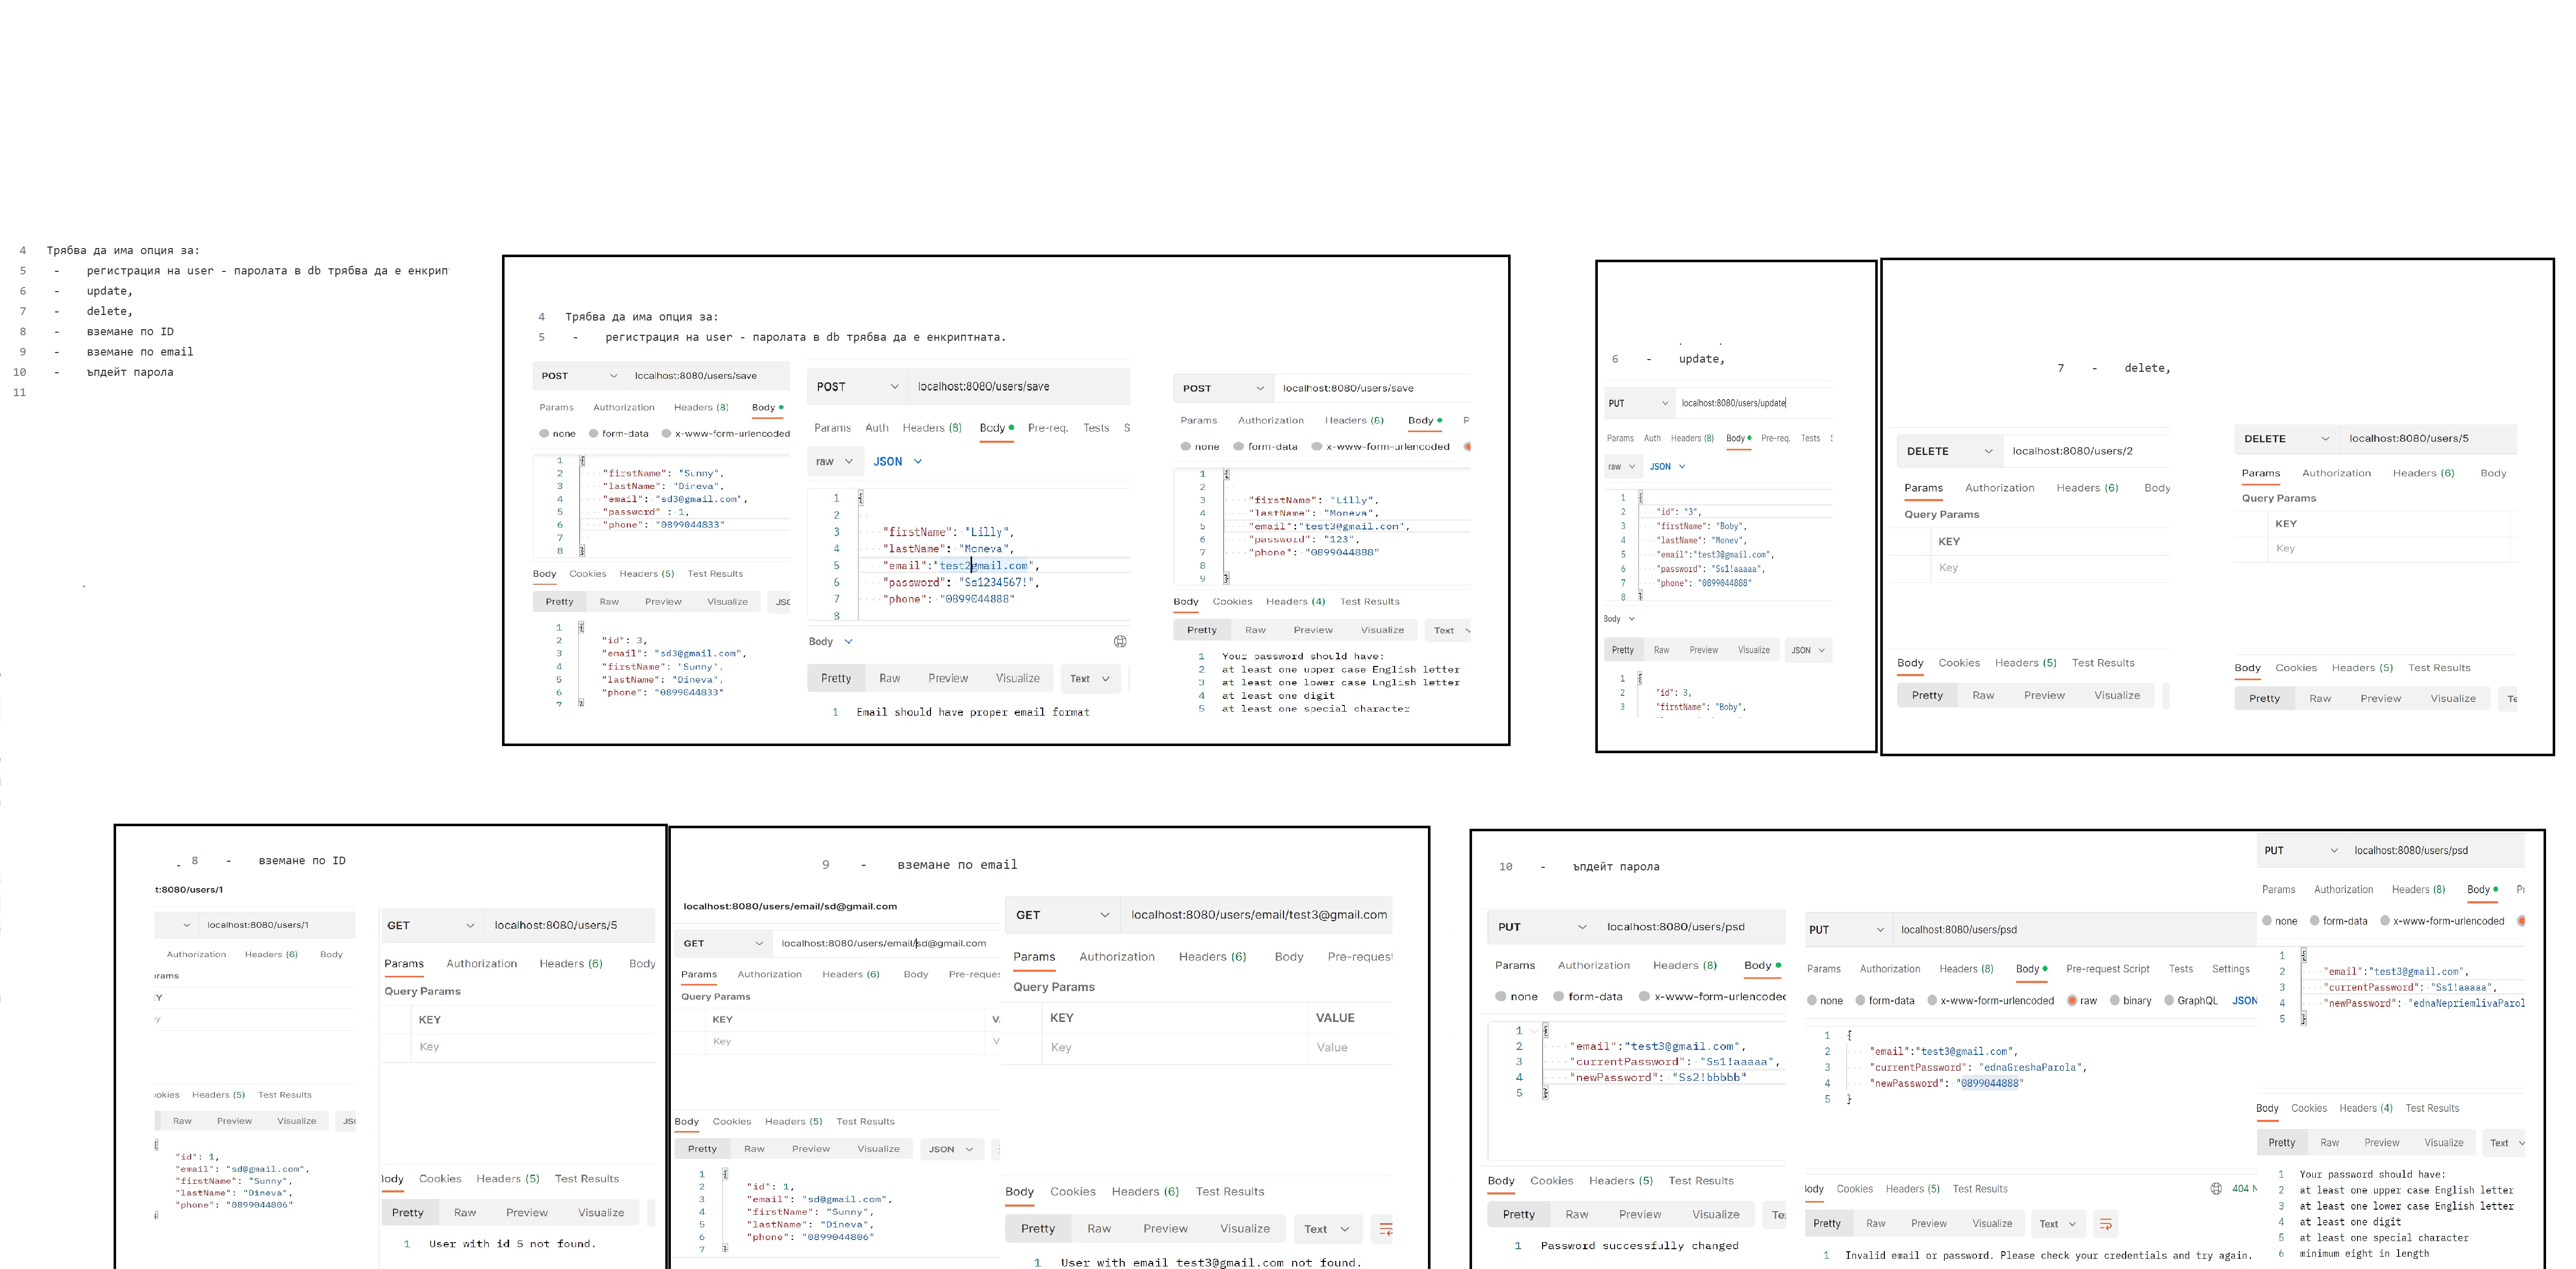 4 Трябва да има опция за:
5 - регистрация на user - паролата в db трябва да е енкрип
6 - update,
7 - delete,
8 - вземане по ID
9 - вземане по email
10 - ъпдейт парола
11
4 Трябва да има опция за:
5 - регистрация на user - паролата в db трябва да е енкриптната.
POST localhost:8080/users/save
Params Authorization Headers (8) Body
none form-data x-www-form-urlencoded
1 {
2 "firstName": "Sunny",
3 "lastName": "Dineva",
4 "email": "sd3@gmail.com",
5 "password" : 1,
6 "phone": "0899044833"
7
8 }
Body Cookies Headers (5) Test Results
Pretty Raw Preview Visualize
1 {
2 "id": 3,
3 "email": "sd3@gmail.com",
4 "firstName": "Sunny",
5 "lastName": "Dineva",
6 "phone": "0899044833"
7 }
POST localhost:8080/users/save
Params Auth Headers (8) Body Pre-req. Tests S
raw JSON
1 {
2
3 "firstName": "Lilly",
4 "lastName": "Moneva",
5 "email":"test2gmail.com",
6 "password": "Ss1234567!",
7 "phone": "0899044888"
8
Body
Pretty Raw Preview Visualize Text
1 Email should have proper email format
POST localhost:8080/users/save
Params Authorization Headers (8) Body P
none form-data x-www-form-urlencoded
1 {
2
3 "firstName": "Lilly",
4 "lastName": "Moneva",
5 "email":"test3@gmail.com",
6 "password": "123",
7 "phone": "0899044888"
8
9 }
Body Cookies Headers (4) Test Results
Pretty Raw Preview Visualize Text
1 Your password should have:
2 at least one upper case English letter
3 at least one lower case English letter
4 at least one digit
5 at least one special character
6 - update,
PUT localhost:8080/users/update
Params Auth Headers (8) Body Pre-req. Tests
raw JSON
1 {
2 "id": "3",
3 "firstName": "Boby",
4 "lastName": "Monev",
5 "email":"test3@gmail.com",
6 "password": "Ss1!aaaaa",
7 "phone": "0899044888"
8 }
Body
Pretty Raw Preview Visualize JSON
1 {
2 "id": 3,
3 "firstName": "Boby",
7 - delete,
DELETE localhost:8080/users/2
Params Authorization Headers (6) Body
Query Params
KEY
Key
Body Cookies Headers (5) Test Results
Pretty Raw Preview Visualize
DELETE localhost:8080/users/5
Params Authorization Headers (6) Body
Query Params
KEY
Key
Body Cookies Headers (5) Test Results
Pretty Raw Preview Visualize Te
8 - вземане по ID
t:8080/users/1
localhost:8080/users/1
Authorization Headers (6) Body
rams
EY
ey
ookies Headers (5) Test Results
Raw Preview Visualize
{
"id": 1,
"email": "sd@gmail.com",
"firstName": "Sunny",
"lastName": "Dineva",
"phone": "0899044806"
}
GET localhost:8080/users/5
Params Authorization Headers (6) Body
Query Params
KEY
Key
Body Cookies Headers (5) Test Results
Pretty Raw Preview Visualize
1 User with id 5 not found.
9 - вземане по email
localhost:8080/users/email/sd@gmail.com
GET localhost:8080/users/email/sd@gmail.com
Params Authorization Headers (6) Body Pre-reques
Query Params
KEY V
Key V
Body Cookies Headers (5) Test Results
Pretty Raw Preview Visualize JSON
1 {
2 "id": 1,
3 "email": "sd@gmail.com",
4 "firstName": "Sunny",
5 "lastName": "Dineva",
6 "phone": "0899044806"
7 }
GET localhost:8080/users/email/test3@gmail.com
Params Authorization Headers (6) Body Pre-request
Query Params
KEY VALUE
Key Value
Body Cookies Headers (6) Test Results
Pretty Raw Preview Visualize Text
1 User with email test3@gmail.com not found.
10 - ъпдейт парола
PUT localhost:8080/users/psd
Params Authorization Headers (8) Body
none form-data x-www-form-urlencoded
1 {
2 "email":"test3@gmail.com",
3 "currentPassword": "Ss1!aaaaa",
4 "newPassword": "Ss2!bbbbb"
5 }
Body Cookies Headers (5) Test Results
Pretty Raw Preview Visualize Te
1 Password successfully changed
PUT localhost:8080/users/psd
Params Authorization Headers (8) Body Pre-request Script Tests Settings
none form-data x-www-form-urlencoded raw binary GraphQL JSON
1 {
2 "email":"test3@gmail.com",
3 "currentPassword": "ednaGreshaParola",
4 "newPassword": "0899044888"
5 }
Body Cookies Headers (5) Test Results 404 N
Pretty Raw Preview Visualize Text
1 Invalid email or password. Please check your credentials and try again.
PUT localhost:8080/users/psd
Params Authorization Headers (8) Body Pr
none form-data x-www-form-urlencoded
1 {
2 "email":"test3@gmail.com",
3 "currentPassword": "Ss1!aaaaa",
4 "newPassword": "ednaNepriemlivaParol
5 }
Body Cookies Headers (4) Test Results
Pretty Raw Preview Visualize Text
1 Your password should have:
2 at least one upper case English letter
3 at least one lower case English letter
4 at least one digit
5 at least one special character
6 minimum eight in length